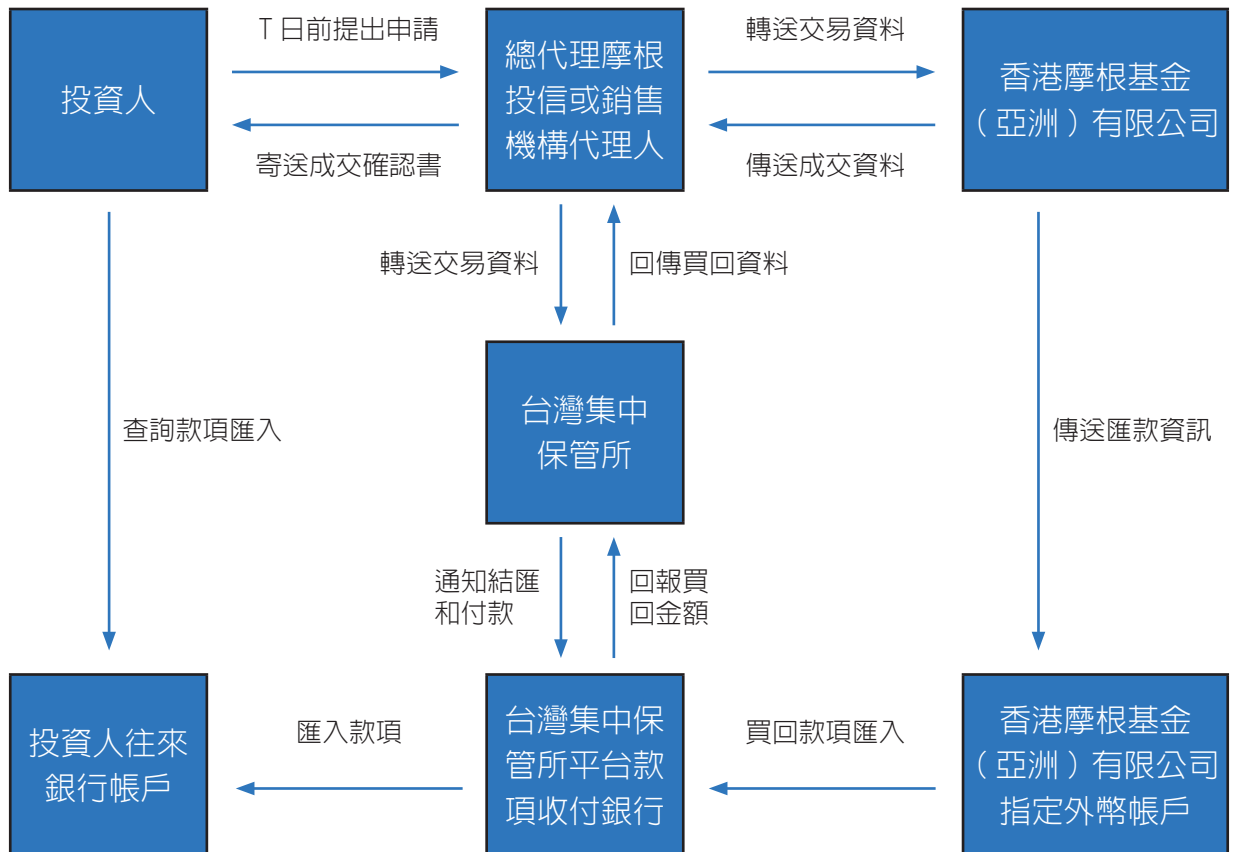 T 日前提出申請
轉送交易資料
投資人
總代理摩根
投信或銷售
機構代理人
香港摩根基金
（亞洲）有限公司
寄送成交確認書
傳送成交資料
轉送交易資料
回傳買回資料
台灣集中
保管所
查詢款項匯入
傳送匯款資訊
通知結匯
和付款
回報買
回金額
投資人往來
銀行帳戶
匯入款項
台灣集中保
管所平台款
項收付銀行
買回款項匯入
香港摩根基金
（亞洲）有限公司
指定外幣帳戶